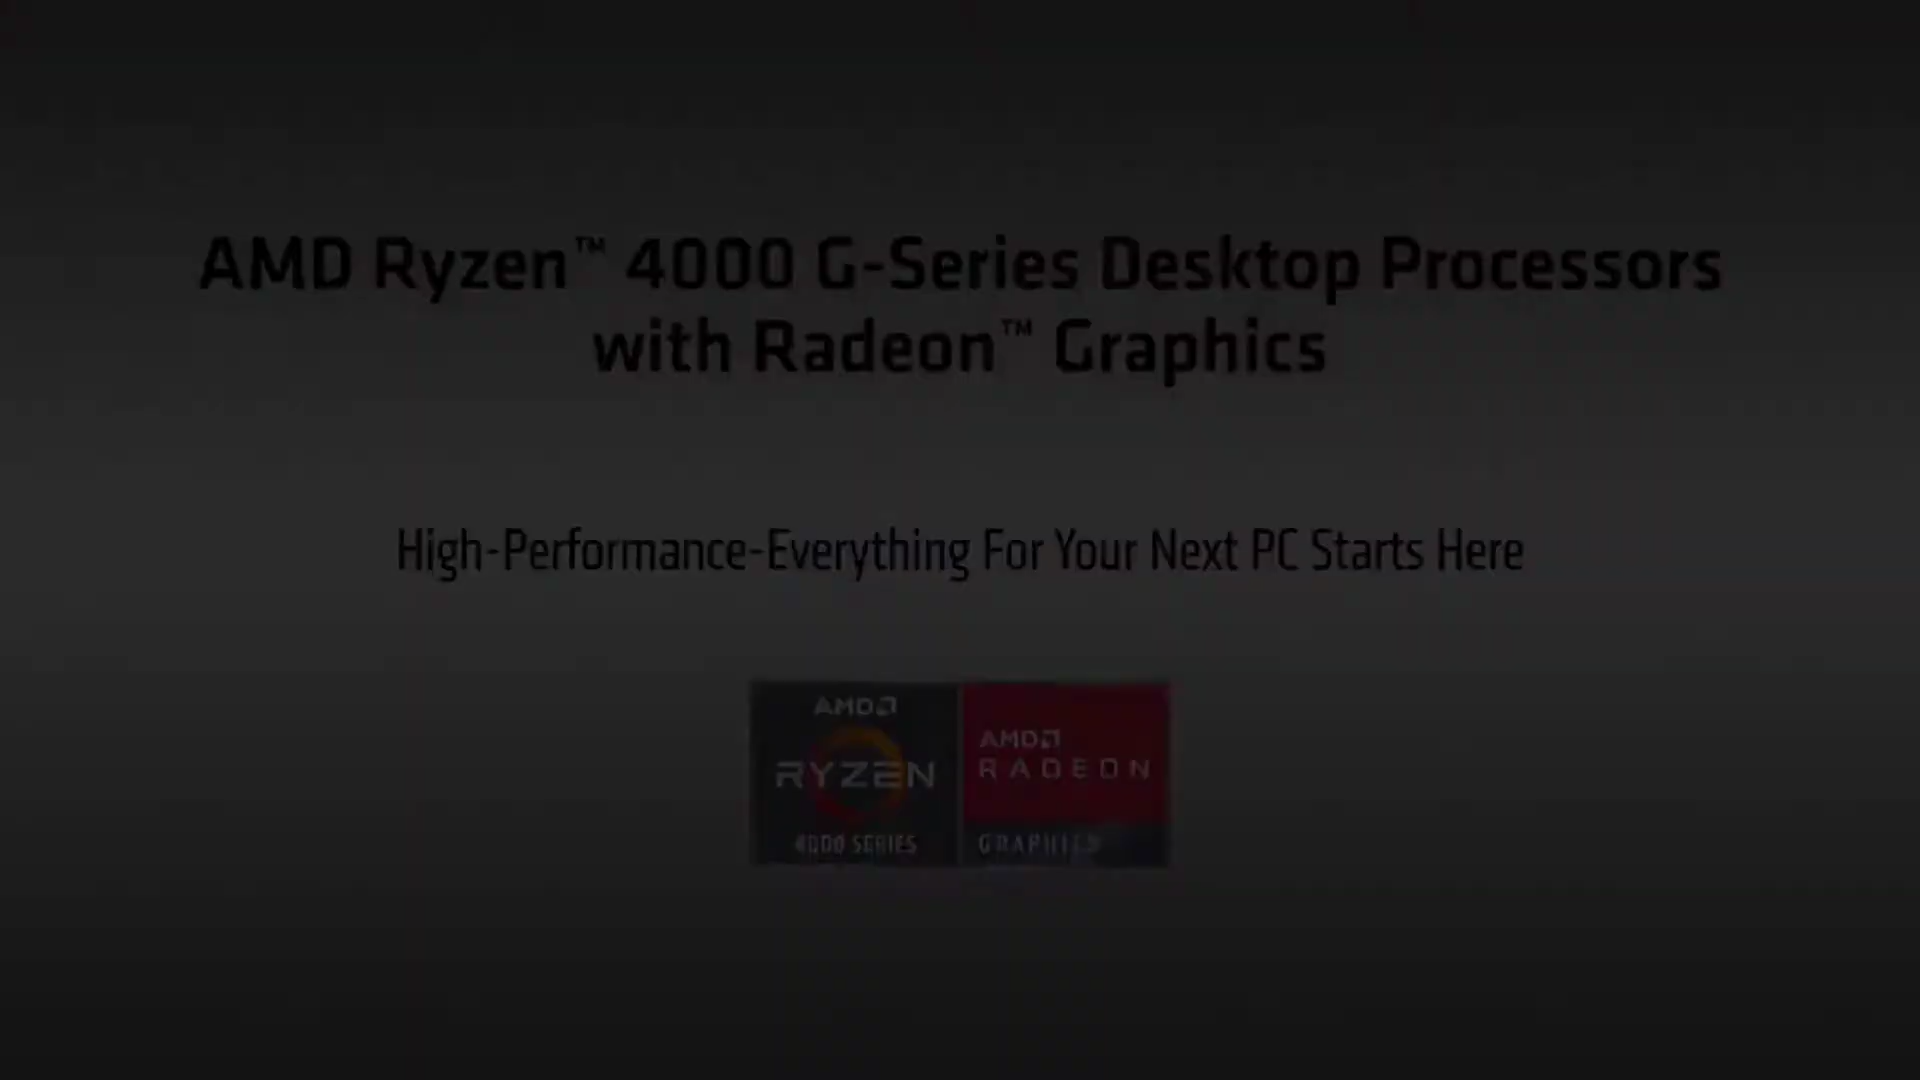 AMD Ryzen™ 4000 G-Series Desktop Processors
with Radeon™ Graphics
High-Performance-Everything For Your Next PC Starts Here
AMD
RYZEN
4000 SERIES
AMD
RADEON
GRAPHICS